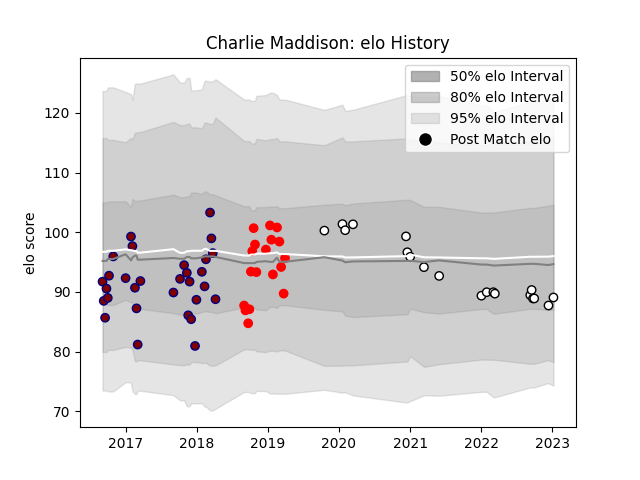 Charlie Maddison: elo History
50% elo Interval
80% elo Interval
95% elo Interval
Post Match elo
elo score
120
110
100
90
80
70
2017 2018 2019 2020 2021 2022 2023